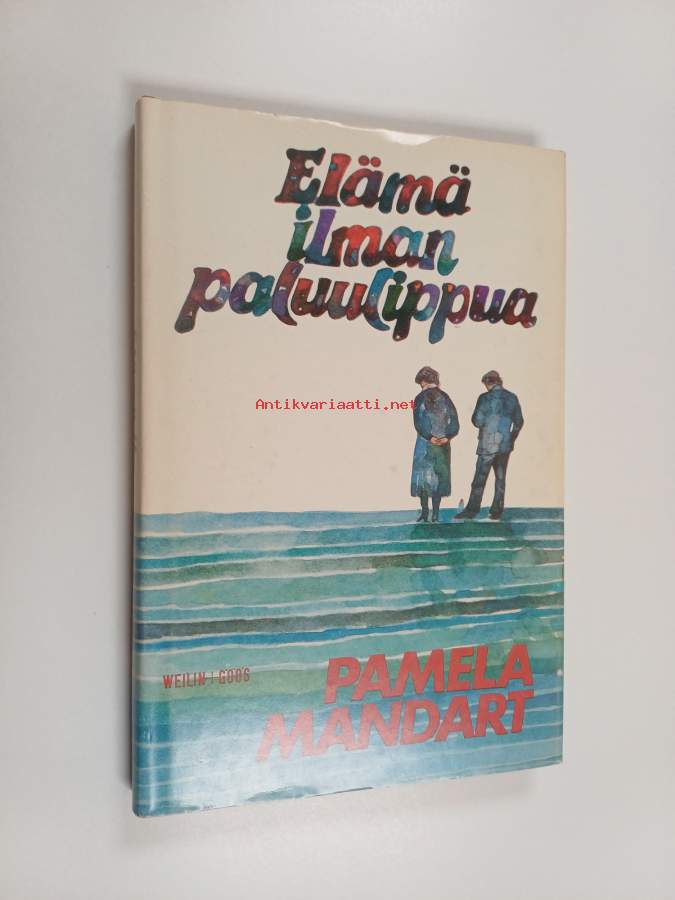 Elämä
ilman
paluulippua
Antikvariaatti.net
WEILIN+GÖÖS
PAMELA
MANDART